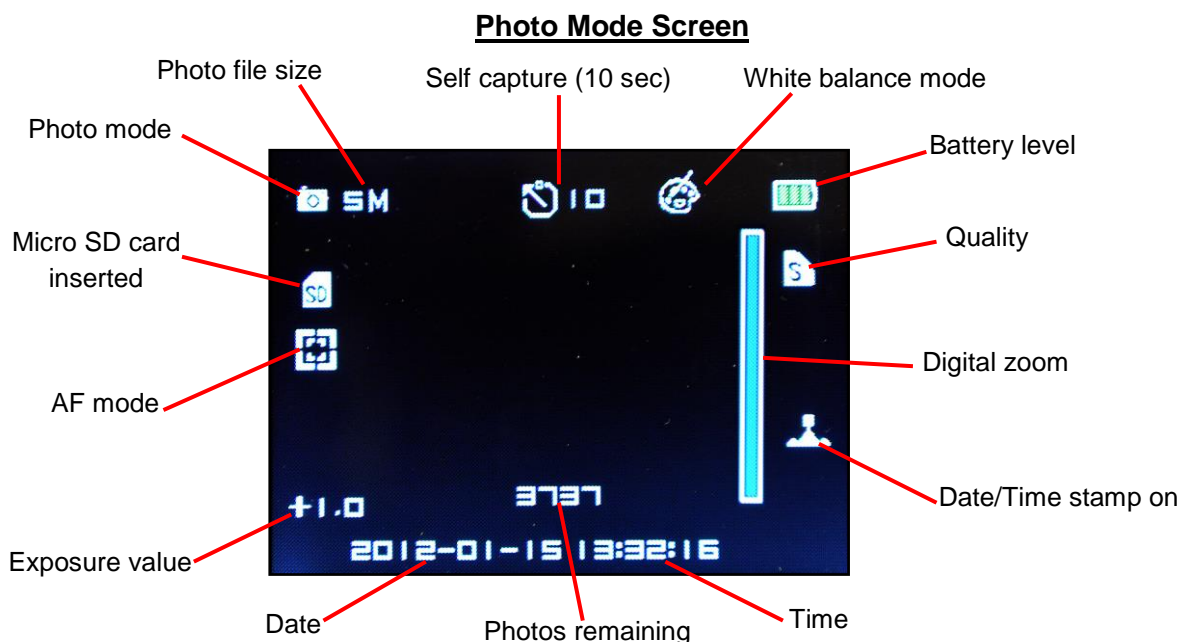 Photo Mode Screen
Photo file size
Self capture (10 sec)
White balance mode
Photo mode
Battery level
5M
10
Micro SD card
inserted
Quality
SD
S
Digital zoom
AF mode
3737
Date/Time stamp on
+1.0
Exposure value
2012-01-15 13:32:16
Date
Photos remaining
Time